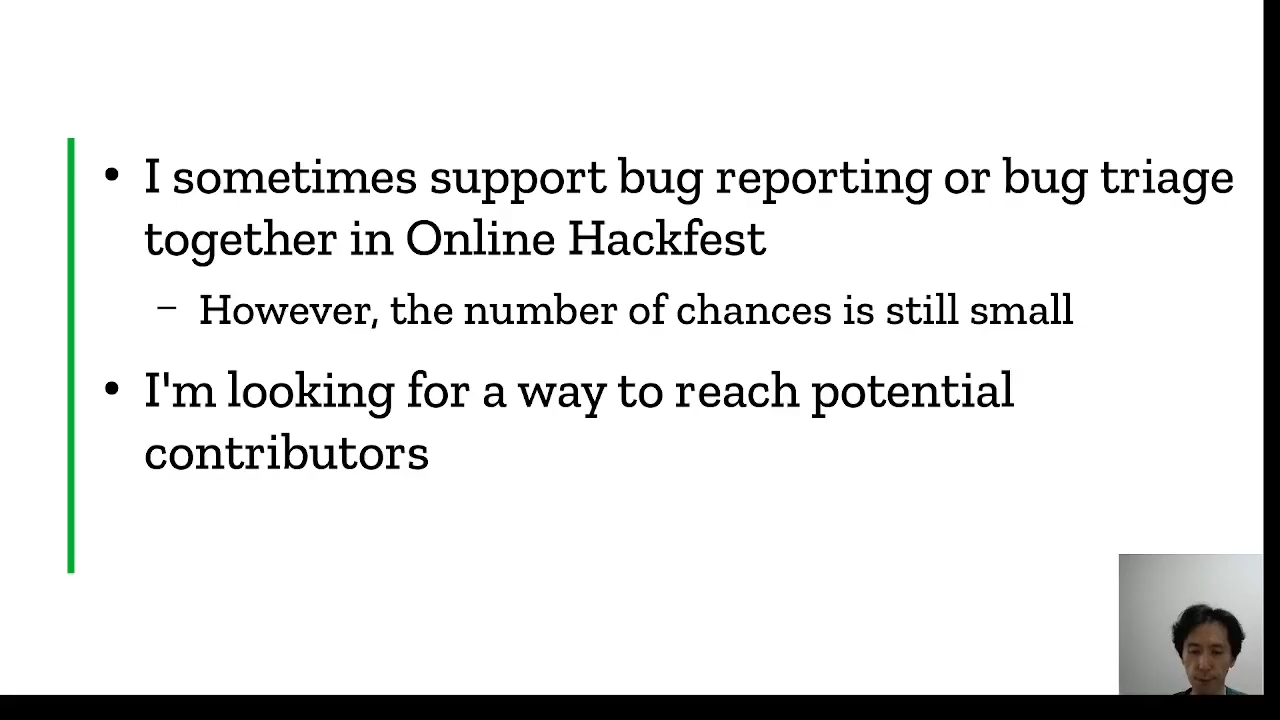 • I sometimes support bug reporting or bug triage
together in Online Hackfest
– However, the number of chances is still small
• I'm looking for a way to reach potential
contributors